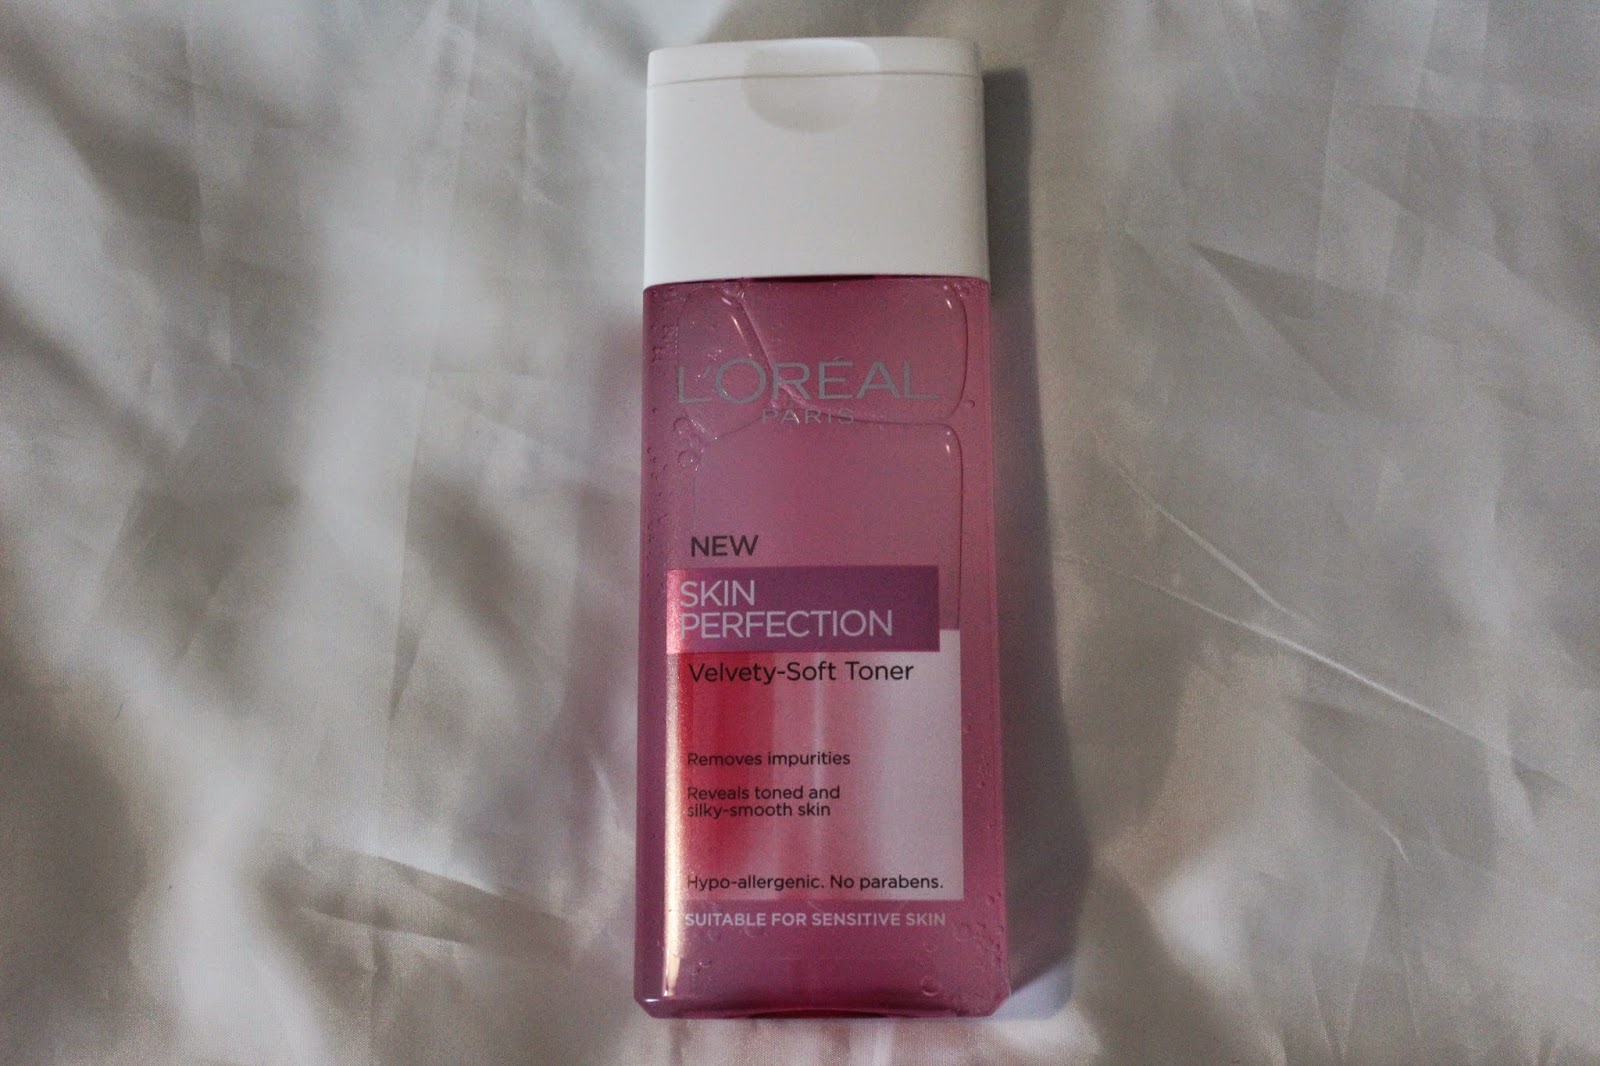 L'ORÉAL
PARIS
NEW
SKIN
PERFECTION
Velvety-Soft Toner
Removes impurities
Reveals toned and
silky-smooth skin
Hypo-allergenic. No parabens.
SUITABLE FOR SENSITIVE SKIN